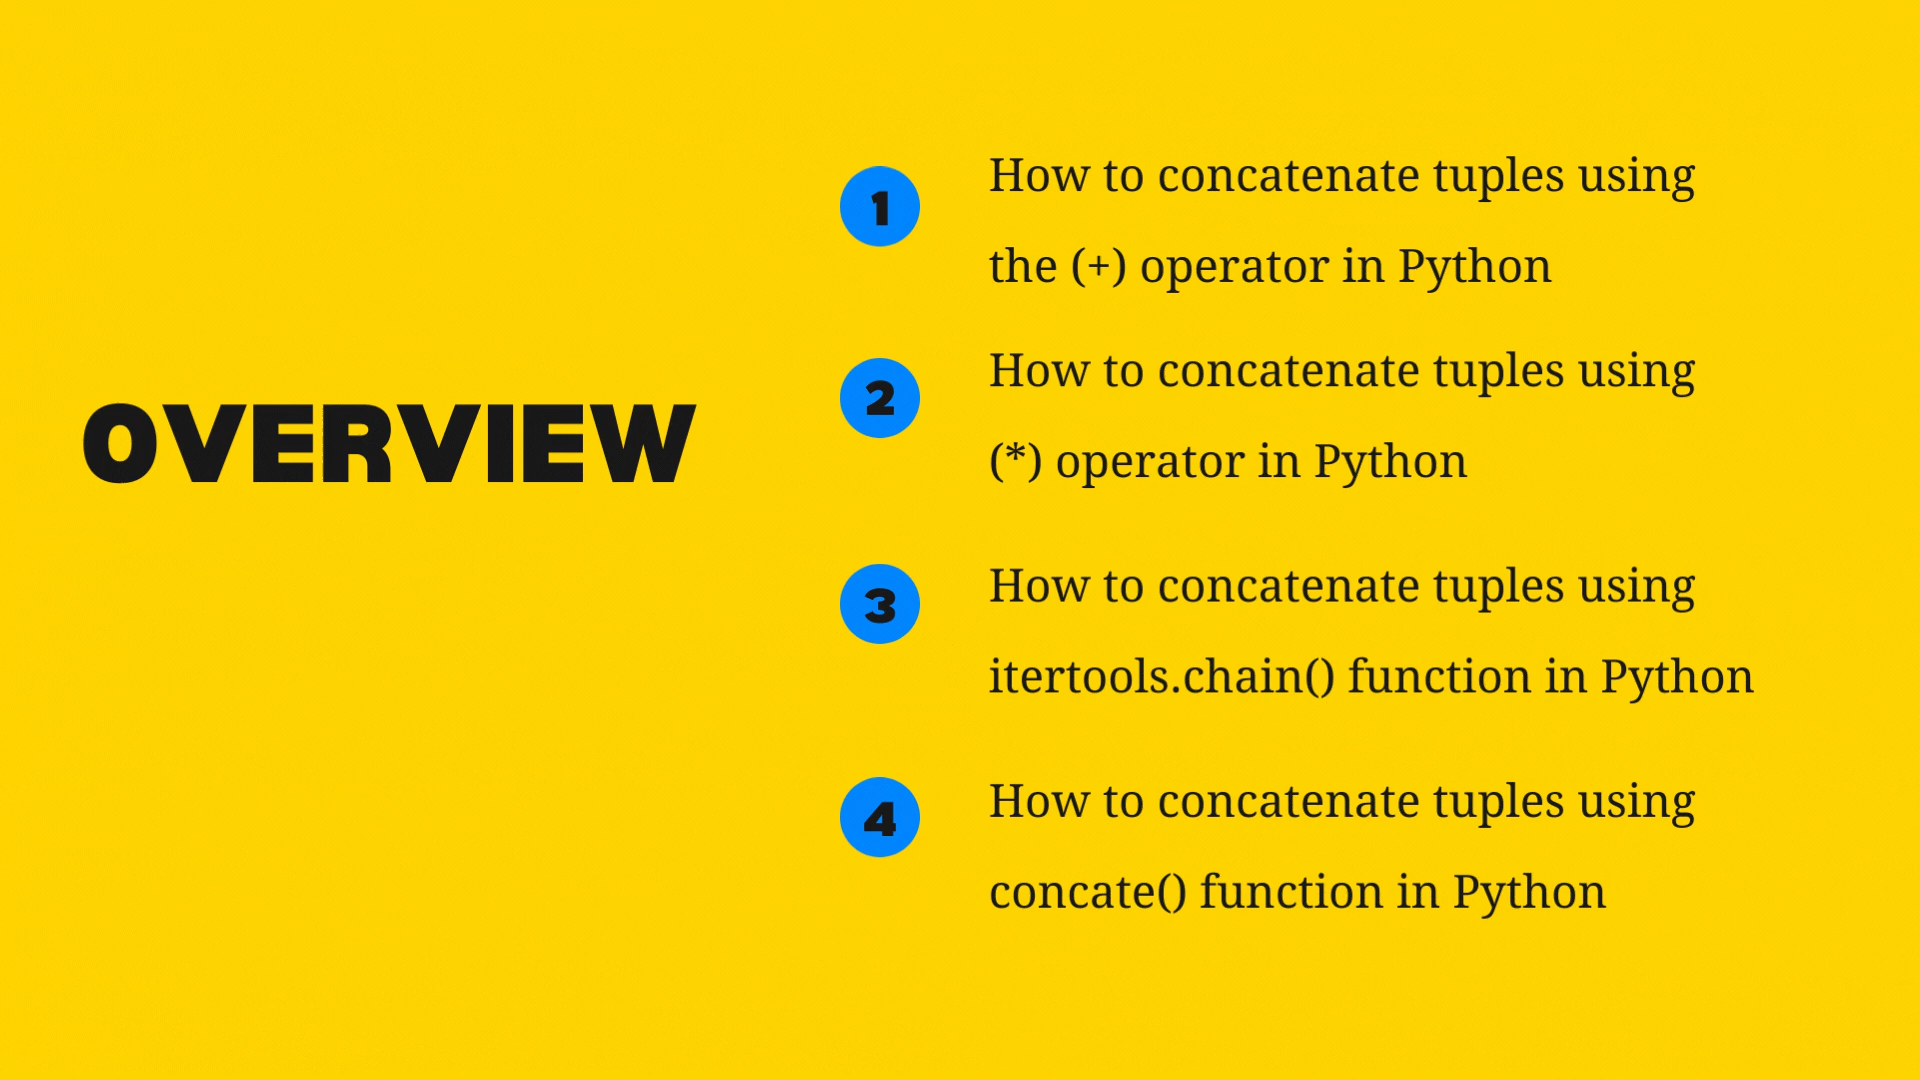 OVERVIEW
1
How to concatenate tuples using
the (+) operator in Python
2
How to concatenate tuples using
(*) operator in Python
3
How to concatenate tuples using
itertools.chain() function in Python
4
How to concatenate tuples using
concate() function in Python